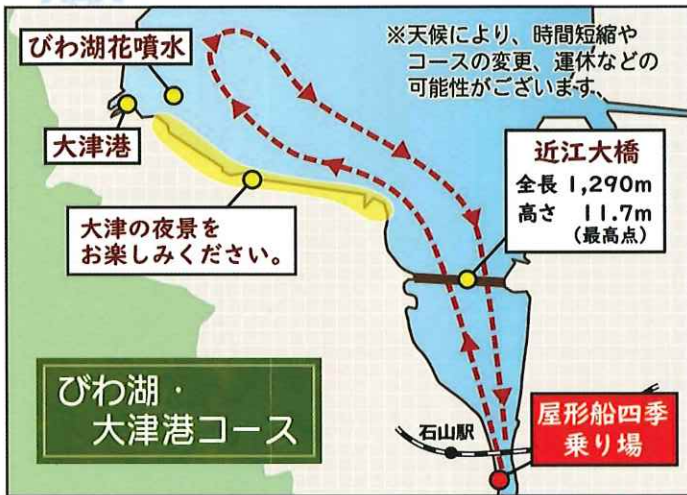 びわ湖花噴水
※天候により、時間短縮や
コースの変更、運休などの
可能性がございます。
大津港
近江大橋
全長 1,290m
高さ 11.7m
(最高点)
大津の夜景を
お楽しみください。
びわ湖・
大津港コース
石山駅
屋形船四季
乗り場